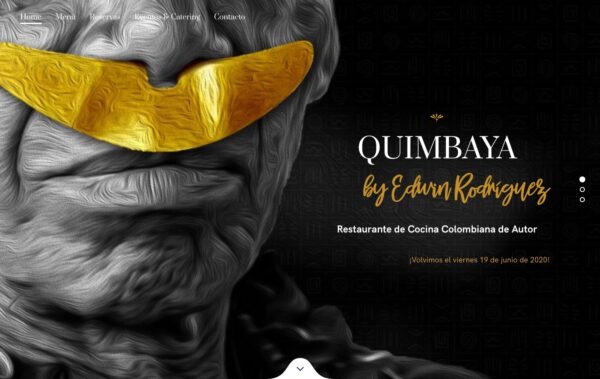 Home Menú Reservas Eventos & Catering Contacto
QUIMBAYA
by Edwin Rodríguez
Restaurante de Cocina Colombiana de Autor
¡Volvimos el viernes 19 de junio de 2020!